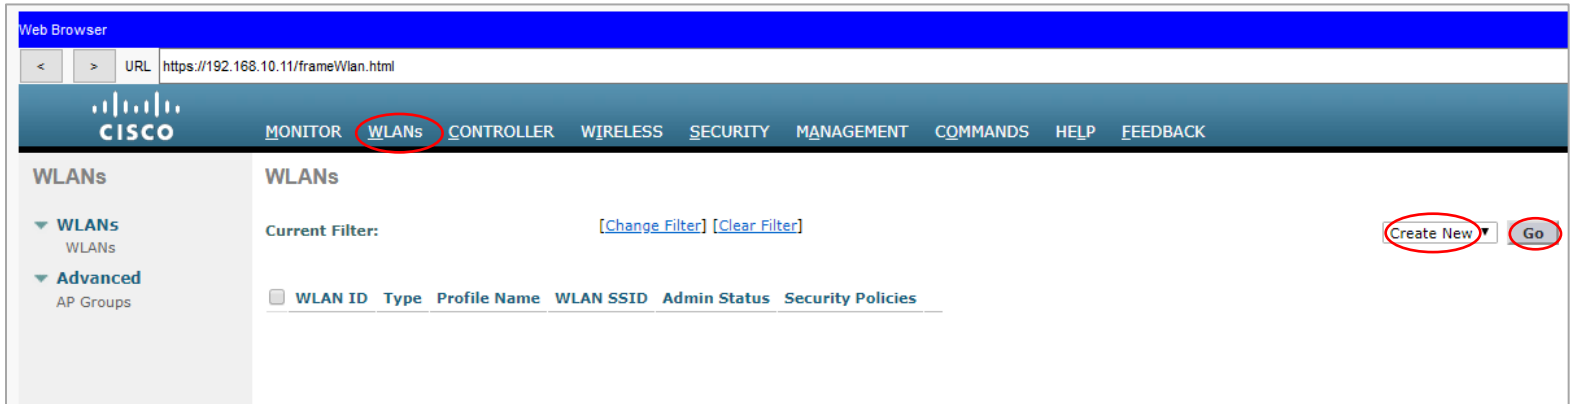 Web Browser
< > URL https://192.168.10.11/frameWlan.html
CISCO
MONITOR WLANs CONTROLLER WIRELESS SECURITY MANAGEMENT COMMANDS HELP FEEDBACK
WLANs
WLANs
WLANs
Advanced
AP Groups
WLANs
Current Filter: [Change Filter] [Clear Filter]
Create New Go
WLAN ID Type Profile Name WLAN SSID Admin Status Security Policies